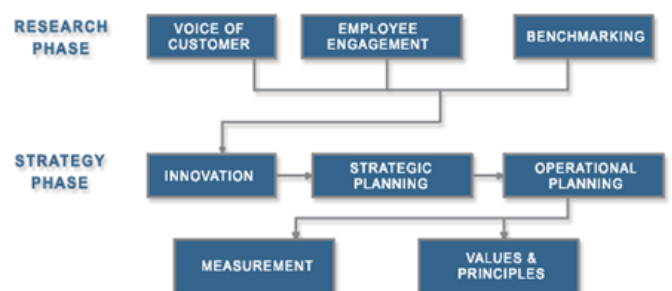 RESEARCH
PHASE
VOICE OF
CUSTOMER
EMPLOYEE
ENGAGEMENT
BENCHMARKING
STRATEGY
PHASE
INNOVATION
STRATEGIC
PLANNING
OPERATIONAL
PLANNING
MEASUREMENT
VALUES &
PRINCIPLES